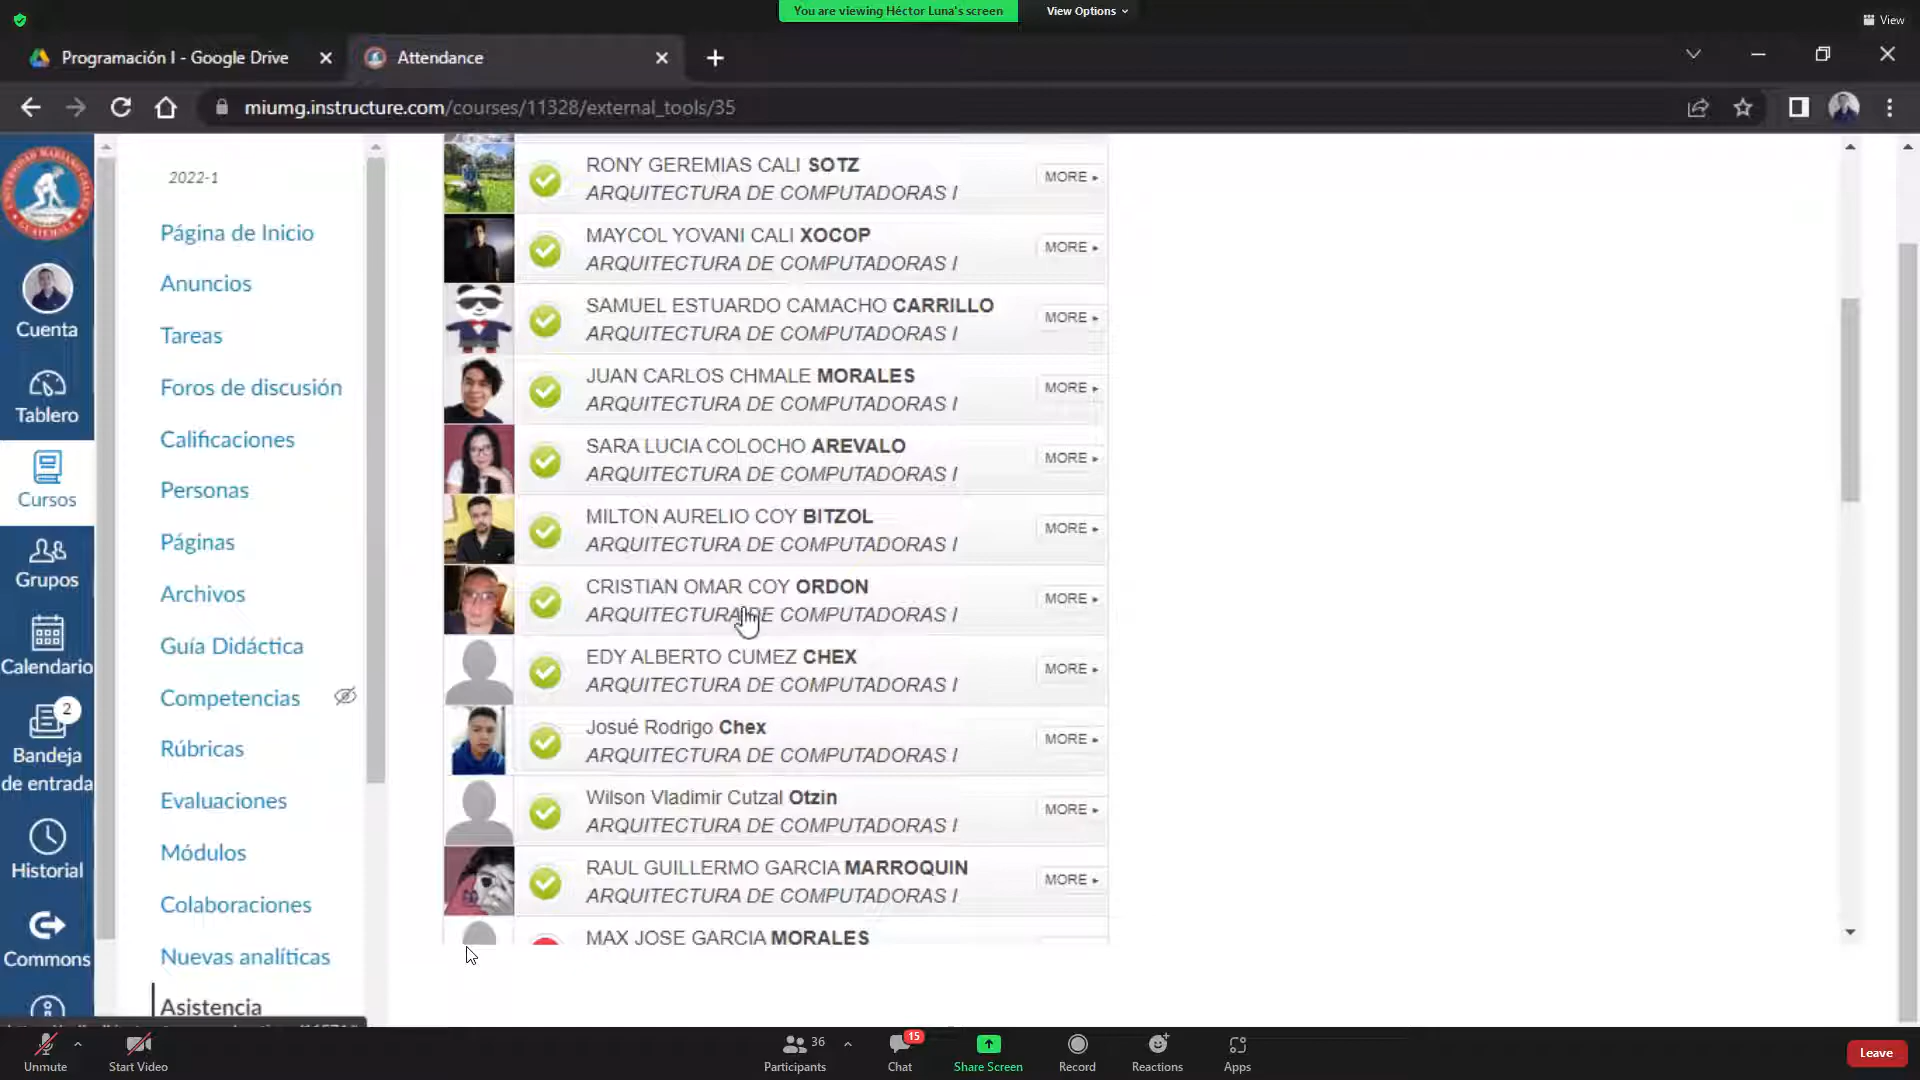 You are viewing Héctor Luna's screen
View Options
View
Programación I - Google Drive
Attendance
miumg.instructure.com/courses/11328/external_tools/35
2022-1
Página de Inicio
Anuncios
Tareas
Foros de discusión
Calificaciones
Personas
Páginas
Archivos
Guía Didáctica
Competencias
Rúbricas
Evaluaciones
Módulos
Colaboraciones
Nuevas analíticas
Asistencia
Cuenta
Tablero
Cursos
Grupos
Calendario
2
Bandeja
de entrada
Historial
Commons
RONY GEREMIAS CALI SOTZ
ARQUITECTURA DE COMPUTADORAS I
MORE
MAYCOL YOVANI CALI XOCOP
ARQUITECTURA DE COMPUTADORAS I
MORE
SAMUEL ESTUARDO CAMACHO CARRILLO
ARQUITECTURA DE COMPUTADORAS I
MORE
JUAN CARLOS CHMALE MORALES
ARQUITECTURA DE COMPUTADORAS I
MORE
SARA LUCIA COLOCHO AREVALO
ARQUITECTURA DE COMPUTADORAS I
MORE
MILTON AURELIO COY BITZOL
ARQUITECTURA DE COMPUTADORAS I
MORE
CRISTIAN OMAR COY ORDON
ARQUITECTURA DE COMPUTADORAS I
MORE
EDY ALBERTO CUMEZ CHEX
ARQUITECTURA DE COMPUTADORAS I
MORE
Josué Rodrigo Chex
ARQUITECTURA DE COMPUTADORAS I
MORE
Wilson Vladimir Cutzal Otzin
ARQUITECTURA DE COMPUTADORAS I
MORE
RAUL GUILLERMO GARCIA MARROQUIN
ARQUITECTURA DE COMPUTADORAS I
MORE
MAX JOSE GARCIA MORALES
Unmute
Start Video
36
Participants
15
Chat
Share Screen
Record
Reactions
Apps
Leave